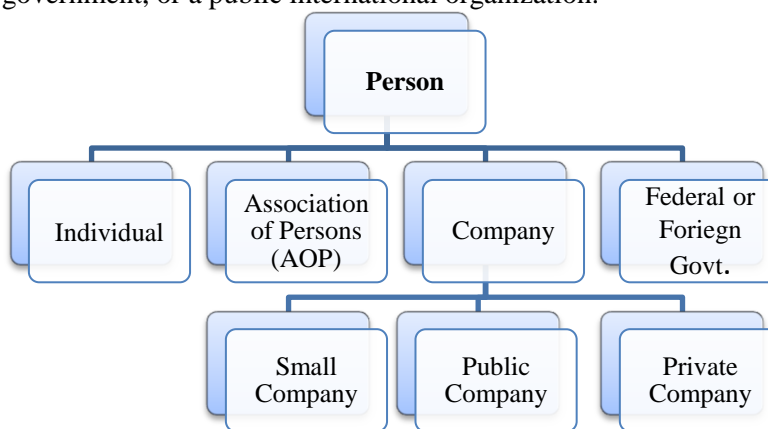 government, or a public international organization.
Person
Individual
Association
of Persons
(AOP)
Company
Federal or
Foriegn
Govt.
Small
Company
Public
Company
Private
Company